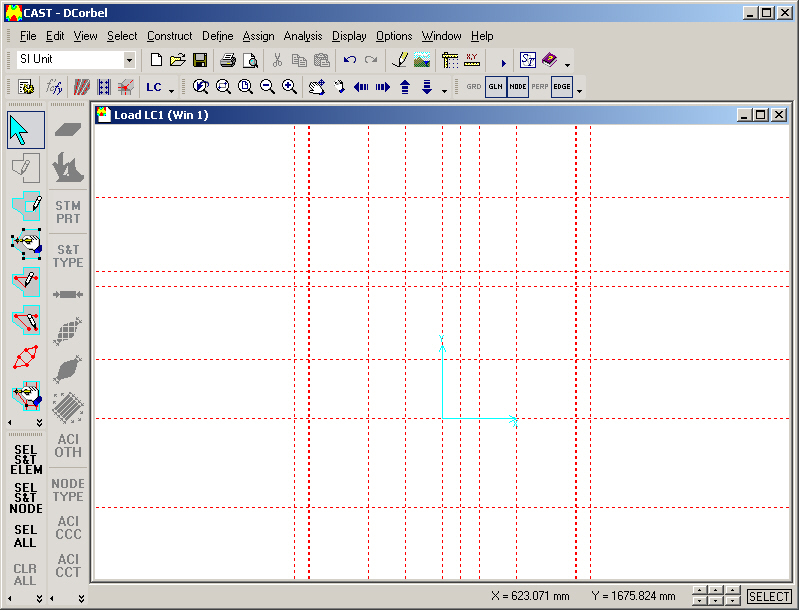 CAST - DCorbel
File Edit View Select Construct Define Assign Analysis Display Options Window Help
SI Unit
X,Y
ST
LC
GRD GLN NODE PERP EDGE
Load LC1 (Win 1)
STM
PRT
S&T
TYPE
ACI
OTH
NODE
TYPE
ACI
CCC
ACI
CCT
SEL
S&T
ELEM
SEL
S&T
NODE
SEL
ALL
CLR
ALL
X = 623.071 mm Y = 1675.824 mm SELECT